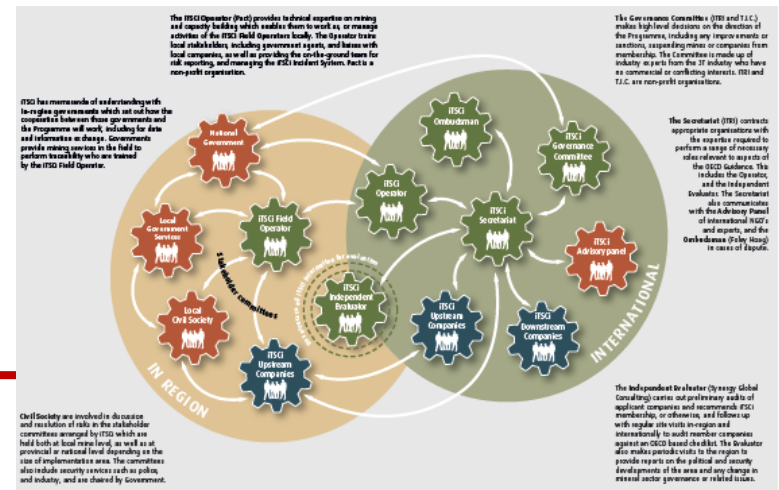 The iTSCi Operator (Pact) provides technical expertise on mining
and capacity building which enables them to work as, or manage
activities of the iTSCi Field Operators locally. The Operator trains
local stakeholders, including government agents, and liaises with
local companies, as well as providing the on-the-ground team for
risk reporting, and managing the iTSCi Incident System. Pact is a
non-profit organisation.
The Governance Committee (ITRI and T.I.C.)
makes high level decisions on the direction of
the Programme, including any improvements or
sanctions, suspending mines or companies from
membership. The Committee is made up of
industry experts from the 3T industry who have
no commercial or conflicting interests. ITRI and
T.I.C. are non-profit organisations.
iTSCi has memoranda of understanding with
in-region governments which set out how the
cooperation between those governments and
the Programme will work, including for data
and information exchange. Governments
provide mining services in the field to
perform traceability who are trained
by the iTSCi Field Operator.
The Secretariat (ITRI) contracts
appropriate organisations with
the expertise required to
perform a range of necessary
roles relevant to aspects of
the OECD Guidance. This
includes the Operator,
and the Independent
Evaluator. The Secretariat
also communicates
with the Advisory Panel
of international NGO's
and experts, and the
Ombudsman (Foley Hoag)
in cases of dispute.
National
Government
iTSCi
Ombudsman
iTSCi
Governance
Committee
iTSCi
Operator
Local
Government
Services
iTSCi Field
Operator
iTSCi
Secretariat
iTSCi
Advisory panel
Stakeholder committees
iTSCi
Independent
Evaluator
Local
Civil Society
iTSCi
Upstream
Companies
iTSCi
Downstream
Companies
iTSCi
Upstream
Companies
IN REGION
INTERNATIONAL
Civil Society are involved in discussion
and resolution of risks in the stakeholder
committees arranged by iTSCi which are
held both at local mine level, as well as at
provincial or national level depending on the
size of implementation area. The committees
also include security services such as police,
and industry, and are chaired by Government.
The Independent Evaluator (Synergy Global
Consulting) carries out preliminary audits of
applicant companies and recommends iTSCi
membership, or otherwise, and follows up
with regular site visits in-region and
internationally to audit member companies
against an OECD based checklist. The Evaluator
also makes periodic visits to the region to
provide reports on the political and security
developments of the area and any change in
mineral sector governance or related issues.